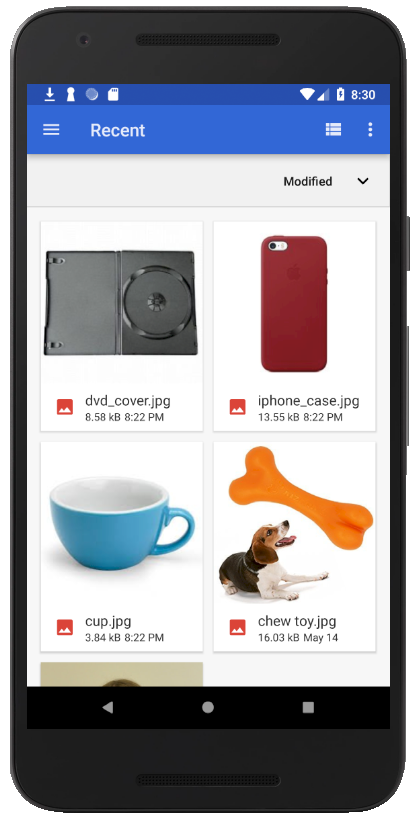 8:30
Recent
Modified
dvd_cover.jpg
8.58 kB 8:22 PM
iphone_case.jpg
13.55 kB 8:22 PM
cup.jpg
3.84 kB 8:22 PM
chew toy.jpg
16.03 kB May 14